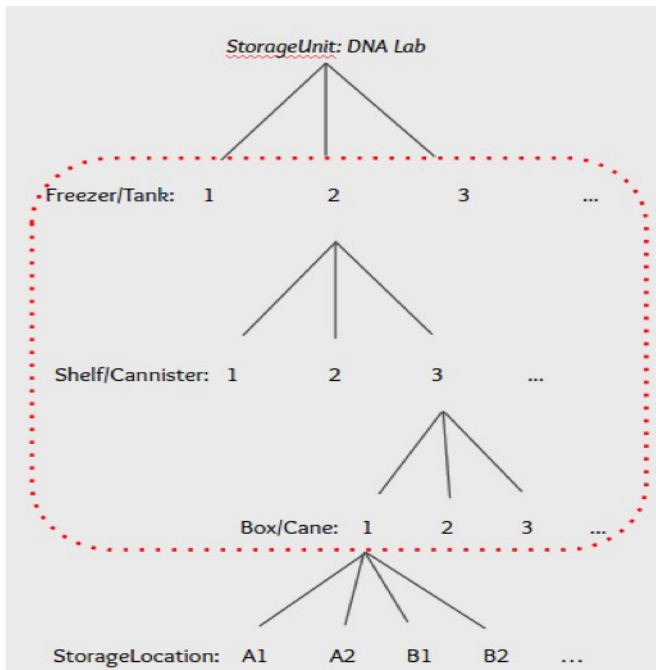 StorageUnit: DNA Lab
Freezer/Tank: 1 2 3 ...
Shelf/Cannister: 1 2 3 ...
Box/Cane: 1 2 3 ...
StorageLocation: A1 A2 B1 B2 ...